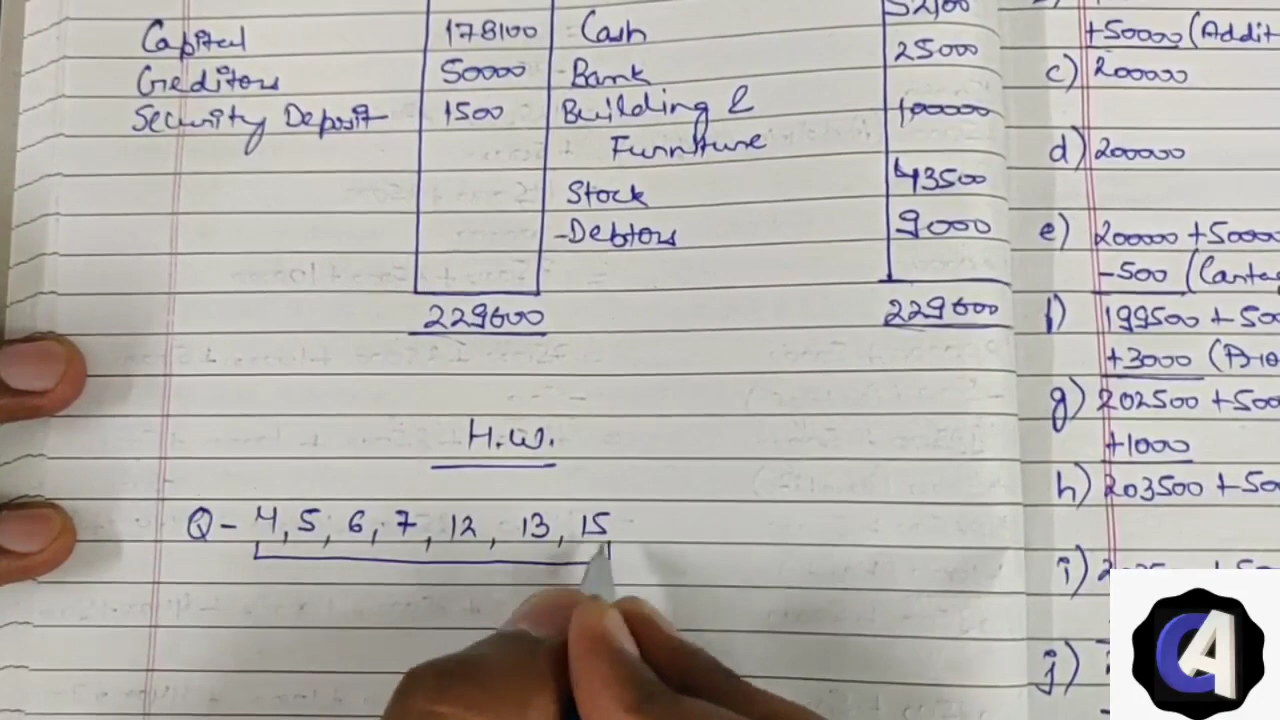 Capital 178100 Cash 52100
Creditors 50000 Bank 25000
Security Deposit 1500 Building &
Furniture 100000
Stock 43500
Debtors 9000
229600 229600
H.W.
Q - 4, 5, 6, 7, 12, 13, 15
+50000 (Addit
c) 200000
d) 200000
e) 200000 + 5000
-500 (
f) 199500 + 50
+3000 (
g) 202500 + 500
+1000
h) 203500 + 50
i)
j)
CA